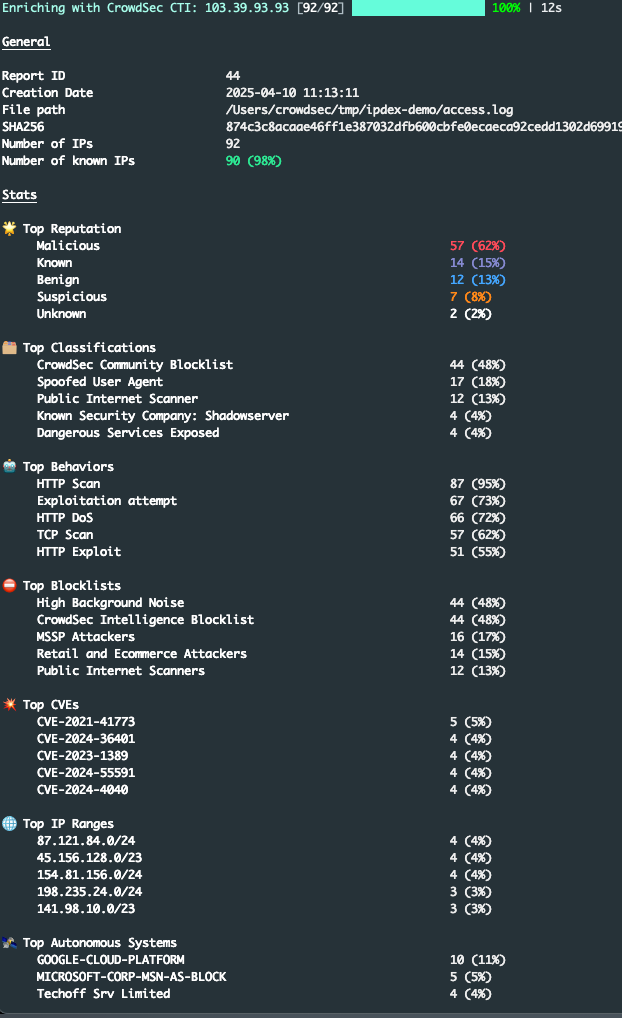 Enriching with CrowdSec CTI: 103.39.93.93 [92/92] 100% | 12s
General
Report ID 44
Creation Date 2025-04-10 11:13:11
File path /Users/crowdsec/tmp/ipdex-demo/access.log
SHA256 874c3c8acaae46ff1e387032dfb600cbfe0ecaeca92cedd1302d69919
Number of IPs 92
Number of known IPs 90 (98%)
Stats
Top Reputation
Malicious 57 (62%)
Known 14 (15%)
Benign 12 (13%)
Suspicious 7 (8%)
Unknown 2 (2%)
Top Classifications
CrowdSec Community Blocklist 44 (48%)
Spoofed User Agent 17 (18%)
Public Internet Scanner 12 (13%)
Known Security Company: Shadowserver 4 (4%)
Dangerous Services Exposed 4 (4%)
Top Behaviors
HTTP Scan 87 (95%)
Exploitation attempt 67 (73%)
HTTP DoS 66 (72%)
TCP Scan 57 (62%)
HTTP Exploit 51 (55%)
Top Blocklists
High Background Noise 44 (48%)
CrowdSec Intelligence Blocklist 44 (48%)
MSSP Attackers 16 (17%)
Retail and Ecommerce Attackers 14 (15%)
Public Internet Scanners 12 (13%)
Top CVEs
CVE-2021-41773 5 (5%)
CVE-2024-36401 4 (4%)
CVE-2023-1389 4 (4%)
CVE-2024-55591 4 (4%)
CVE-2024-4040 4 (4%)
Top IP Ranges
87.121.84.0/24 4 (4%)
45.156.128.0/23 4 (4%)
154.81.156.0/24 4 (4%)
198.235.24.0/24 3 (3%)
141.98.10.0/23 3 (3%)
Top Autonomous Systems
GOOGLE-CLOUD-PLATFORM 10 (11%)
MICROSOFT-CORP-MSN-AS-BLOCK 5 (5%)
Techoff Srv Limited 4 (4%)